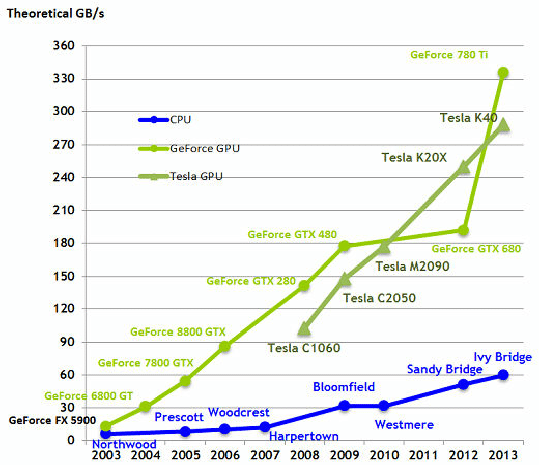 Theoretical GB/s
360
GeForce 780 Ti
330
300
CPU
Tesla K40
270
GeForce GPU
Tesla K20X
240
Tesla GPU
210
GeForce GTX 480
GeForce GTX 680
180
Tesla M2090
150
GeForce GTX 280
Tesla C2050
120
GeForce 8800 GTX
90
Tesla C1060
GeForce 7800 GTX
Ivy Bridge
60
Sandy Bridge
GeForce 6800 GT
Bloomfield
30
Prescott
Woodcrest
GeForce FX 5900
Westmere
Harpertown
Northwood
0
2003 2004 2005 2006 2007 2008 2009 2010 2011 2012 2013